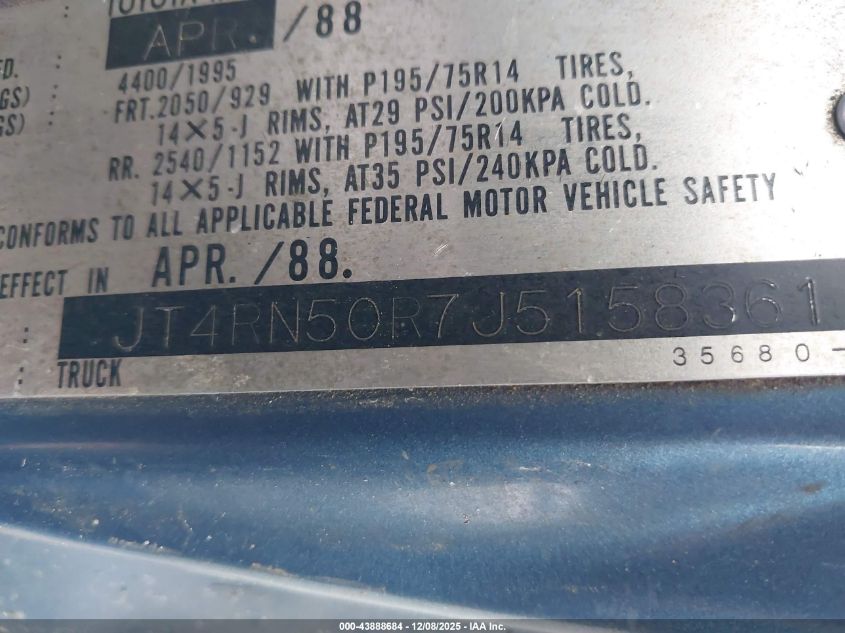 TOYOTA
APR. /88
FD. : 4400/1995
GS) : FRT.2050/929 WITH P195/75R14 TIRES,
14×5-J RIMS, AT29 PSI/200KPA COLD.
GS) : RR. 2540/1152 WITH P195/75R14 TIRES,
14×5-J RIMS, AT35 PSI/240KPA COLD.
CONFORMS TO ALL APPLICABLE FEDERAL MOTOR VEHICLE SAFETY
EFFECT IN APR. /88.
: JT4RN50R7J5158361
35680-
: TRUCK
000-43888684 - 12/08/2025 - IAA Inc.